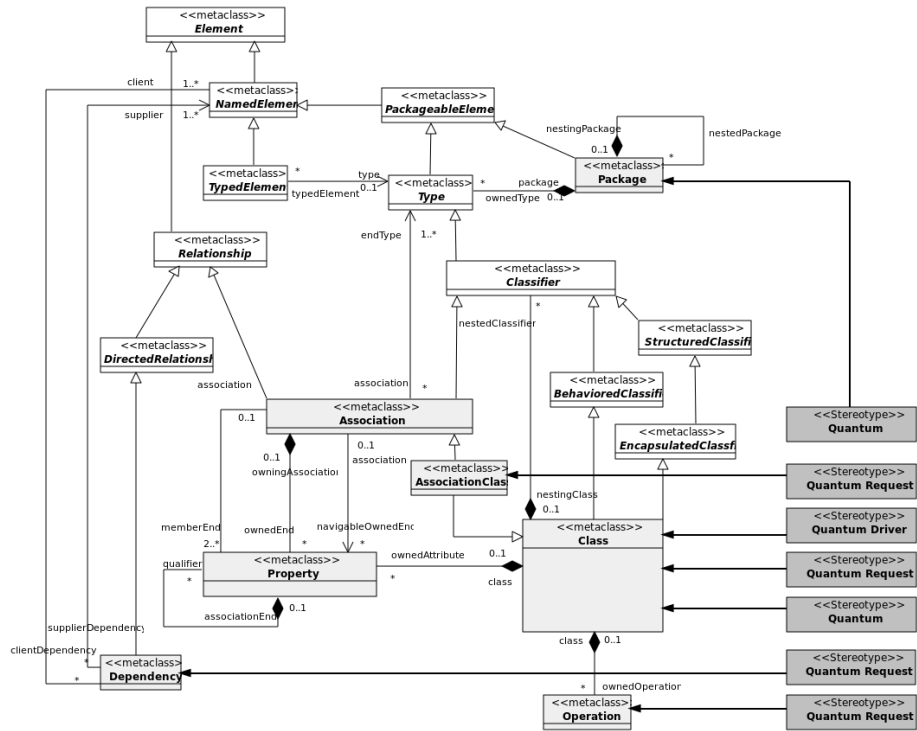 <<metaclass>>
Element
client
1..*
<<metaclass>>
NamedElemen
supplier
1..*
<<metaclass>>
PackageableEleme
nestingPackage
0..1
nestedPackage
*
<<metaclass>>
Package
<<metaclass>>
TypedElemen
*
typedElement
type
0..1
<<metaclass>>
Type
*
package
ownedType
0..1
endType
1..*
<<metaclass>>
Relationship
<<metaclass>>
Classifier
nestedClassifier
*
<<metaclass>>
StructuredClassifi
<<metaclass>>
DirectedRelationsh
<<metaclass>>
BehavioredClassifi
association
association
*
<<metaclass>>
Association
0..1
0..1
owningAssociation
0..1
association
<<metaclass>>
EncapsulatedClassfi
<<Stereotype>>
Quantum
<<metaclass>>
AssociationClas
<<Stereotype>>
Quantum Request
nestingClass
0..1
<<metaclass>>
Class
<<Stereotype>>
Quantum Driver
memberEnd
2..*
ownedEnd
*
navigableOwnedEnd
*
qualifier
*
<<metaclass>>
Property
ownedAttribute
*
0..1
class
<<Stereotype>>
Quantum Request
associationEnd
0..1
<<Stereotype>>
Quantum
supplierDependency
*
clientDependency
*
<<metaclass>
Dependency
class
0..1
<<Stereotype>>
Quantum Request
*
ownedOperation
<<metaclass>>
Operation
<<Stereotype>>
Quantum Request